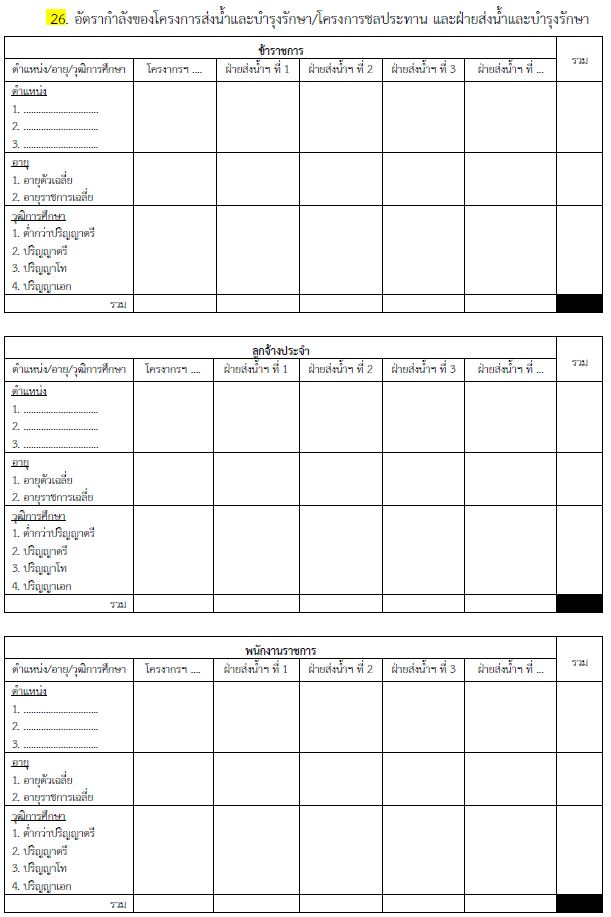 26. อัตรากำลังของโครงการส่งน้ำและบำรุงรักษา/โครงการชลประทาน และฝ่ายส่งน้ำและบำรุงรักษา
ข้าราชการ
รวม
ตำแหน่ง/อายุ/วุฒิการศึกษา โครงการฯ .... ฝ่ายส่งน้ำฯ ที่ 1 ฝ่ายส่งน้ำฯ ที่ 2 ฝ่ายส่งน้ำฯ ที่ 3 ฝ่ายส่งน้ำฯ ที่ ...
ตำแหน่ง
1. ..............................
2. ..............................
3. ..............................
อายุ
1. อายุตัวเฉลี่ย
2. อายุราชการเฉลี่ย
วุฒิการศึกษา
1. ต่ำกว่าปริญญาตรี
2. ปริญญาตรี
3. ปริญญาโท
4. ปริญญาเอก
รวม
ลูกจ้างประจำ
รวม
ตำแหน่ง/อายุ/วุฒิการศึกษา โครงการฯ .... ฝ่ายส่งน้ำฯ ที่ 1 ฝ่ายส่งน้ำฯ ที่ 2 ฝ่ายส่งน้ำฯ ที่ 3 ฝ่ายส่งน้ำฯ ที่ ...
ตำแหน่ง
1. ..............................
2. ..............................
3. ..............................
อายุ
1. อายุตัวเฉลี่ย
2. อายุราชการเฉลี่ย
วุฒิการศึกษา
1. ต่ำกว่าปริญญาตรี
2. ปริญญาตรี
3. ปริญญาโท
4. ปริญญาเอก
รวม
พนักงานราชการ
รวม
ตำแหน่ง/อายุ/วุฒิการศึกษา โครงการฯ .... ฝ่ายส่งน้ำฯ ที่ 1 ฝ่ายส่งน้ำฯ ที่ 2 ฝ่ายส่งน้ำฯ ที่ 3 ฝ่ายส่งน้ำฯ ที่ ...
ตำแหน่ง
1. ..............................
2. ..............................
3. ..............................
อายุ
1. อายุตัวเฉลี่ย
2. อายุราชการเฉลี่ย
วุฒิการศึกษา
1. ต่ำกว่าปริญญาตรี
2. ปริญญาตรี
3. ปริญญาโท
4. ปริญญาเอก
รวม